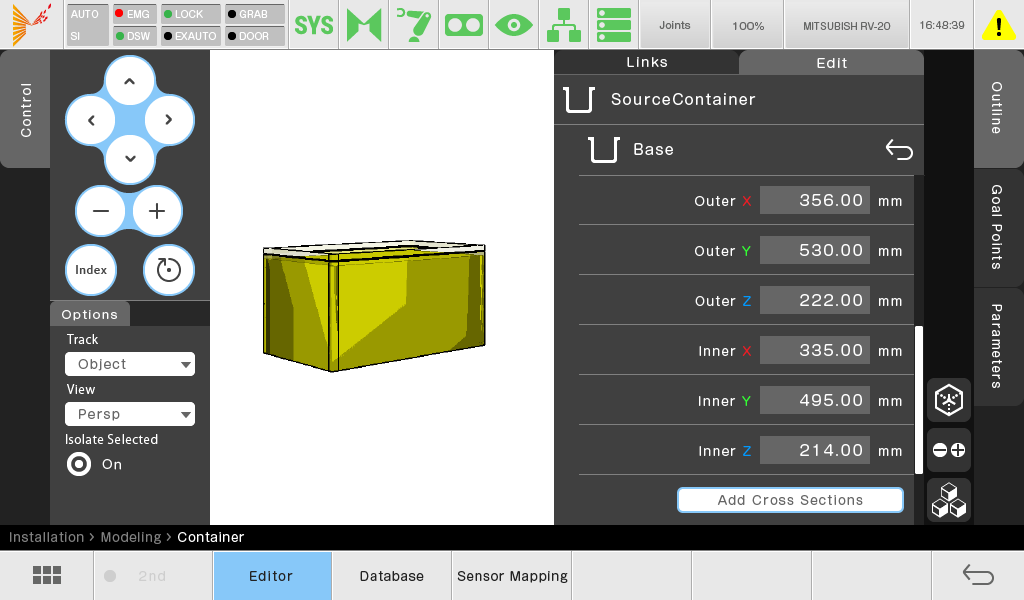 AUTO EMG LOCK GRAB
SI DSW EXAUTO DOOR
SYS
Joints 100% MITSUBISH RV-20 16:48:39
Control
Index
Options
Track
Object
View
Persp
Isolate Selected
On
Links Edit
SourceContainer
Base
Outer X 356.00 mm
Outer Y 530.00 mm
Outer Z 222.00 mm
Inner X 335.00 mm
Inner Y 495.00 mm
Inner Z 214.00 mm
Add Cross Sections
Outline
Goal Points
Parameters
Installation > Modeling > Container
2nd Editor Database Sensor Mapping